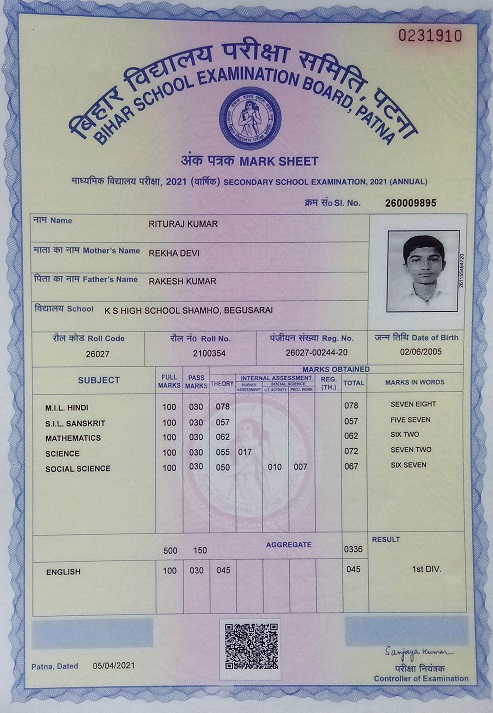 0231910
बिहार विद्यालय परीक्षा समिति, पटना
BIHAR SCHOOL EXAMINATION BOARD, PATNA
अंक पत्रक MARK SHEET
माध्यमिक विद्यालय परीक्षा, 2021 (वार्षिक) SECONDARY SCHOOL EXAMINATION, 2021 (ANNUAL)
क्रम सं० Sl. No. 260009895
नाम Name RITURAJ KUMAR
माता का नाम Mother's Name REKHA DEVI
पिता का नाम Father's Name RAKESH KUMAR
विद्यालय School K S HIGH SCHOOL SHAMHO, BEGUSARAI
रौल कोड Roll Code रौल नं० Roll No. पंजीयन संख्या Reg. No. जन्म तिथि Date of Birth
26027 2100354 26027-00244-20 02/06/2005
MARKS OBTAINED
SUBJECT FULL MARKS PASS MARKS THEORY INTERNAL ASSESSMENT REG. (TH.) TOTAL MARKS IN WORDS
SCIENCE ASSESSMENT SOCIAL SCIENCE
LIT. ACTIVITY PROJ. WORK
M.I.L. HINDI 100 030 078 078 SEVEN EIGHT
S.I.L. SANSKRIT 100 030 057 057 FIVE SEVEN
MATHEMATICS 100 030 062 062 SIX TWO
SCIENCE 100 030 055 017 072 SEVEN TWO
SOCIAL SCIENCE 100 030 050 010 007 067 SIX SEVEN
500 150 AGGREGATE 0336 RESULT
ENGLISH 100 030 045 045 1st DIV.
Sanjaya Kumar
Patna, Dated 05/04/2021
परीक्षा नियंत्रक
Controller of Examination